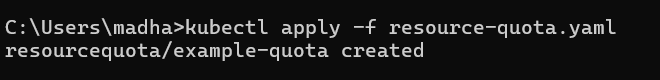 C:\Users\madha>kubectl apply -f resource-quota.yaml
resourcequota/example-quota created